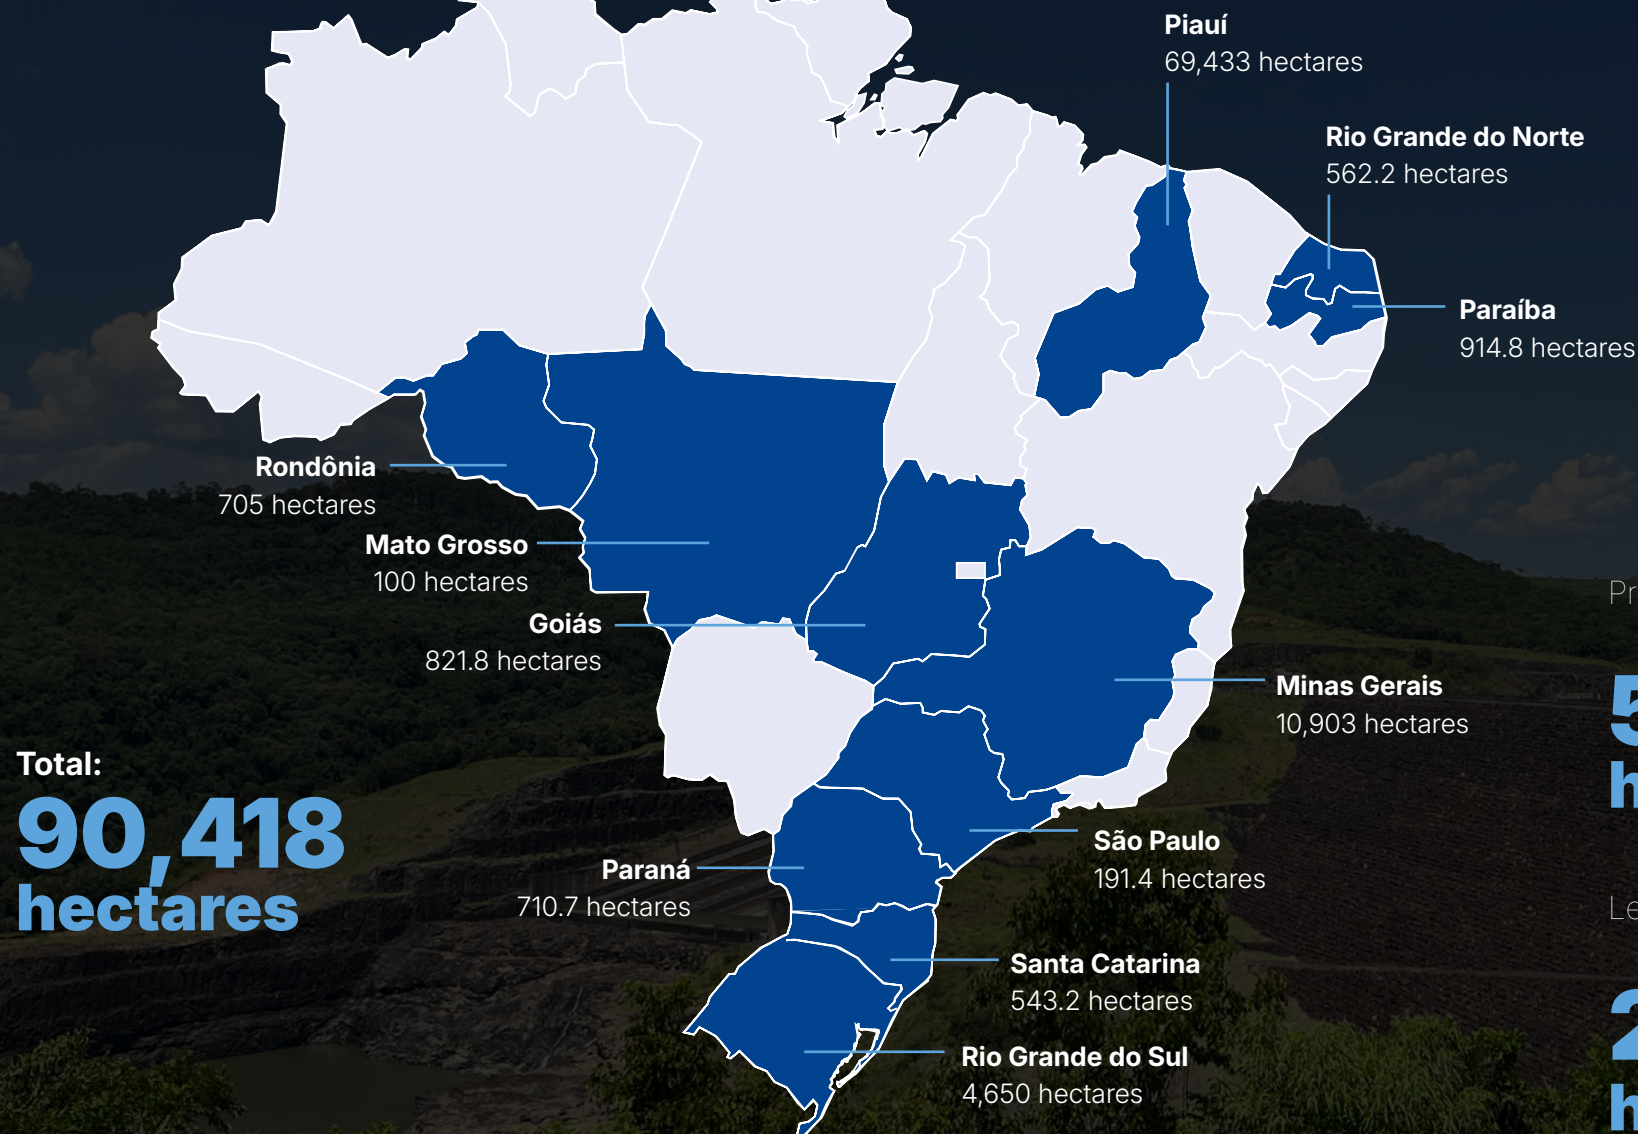 Piauí
69,433 hectares
Rio Grande do Norte
562.2 hectares
Paraíba
914.8 hectares
Rondônia
705 hectares
Mato Grosso
100 hectares
Goiás
821.8 hectares
Minas Gerais
10,903 hectares
Total:
90,418
hectares
São Paulo
191.4 hectares
Paraná
710.7 hectares
Santa Catarina
543.2 hectares
Rio Grande do Sul
4,650 hectares